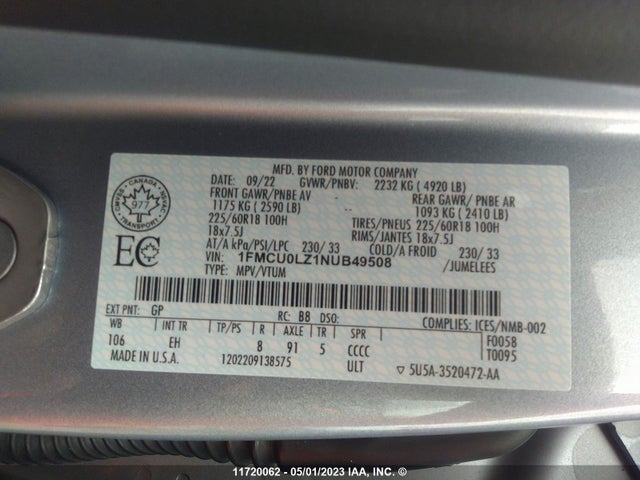 MFD. BY FORD MOTOR COMPANY
DATE: 09/22 GVWR/PNBV: 2232 KG ( 4920 LB)
FRONT GAWR/PNBE AV REAR GAWR/ PNBE AR
1175 KG ( 2590 LB) -- 1093 KG ( 2410 LB)
225/60R18 100H TIRES/PNEUS 225/60R18 100H
18x7.5J RIMS/JANTES 18x7.5J
AT/A kPa/PSI/LPC 230/ 33 COLD/A FROID 230/ 33
VIN: 1FMCU0LZ1NUB49508 /JUMELEES
TYPE: MPV/VTUM
CANADA
TRANSPORT
977
EC
EXT PNT: GP RC: B8 DSO: COMPLIES: ICES/NMB-002
WB INT TR TP/PS R AXLE TR SPR F0058
106 EH 8 91 5 CCCC T0095
MADE IN U.S.A. 1202209138575 ULT ▽ 5U5A-3520472-AA
11720062 - 05/01/2023 IAA, INC. ©